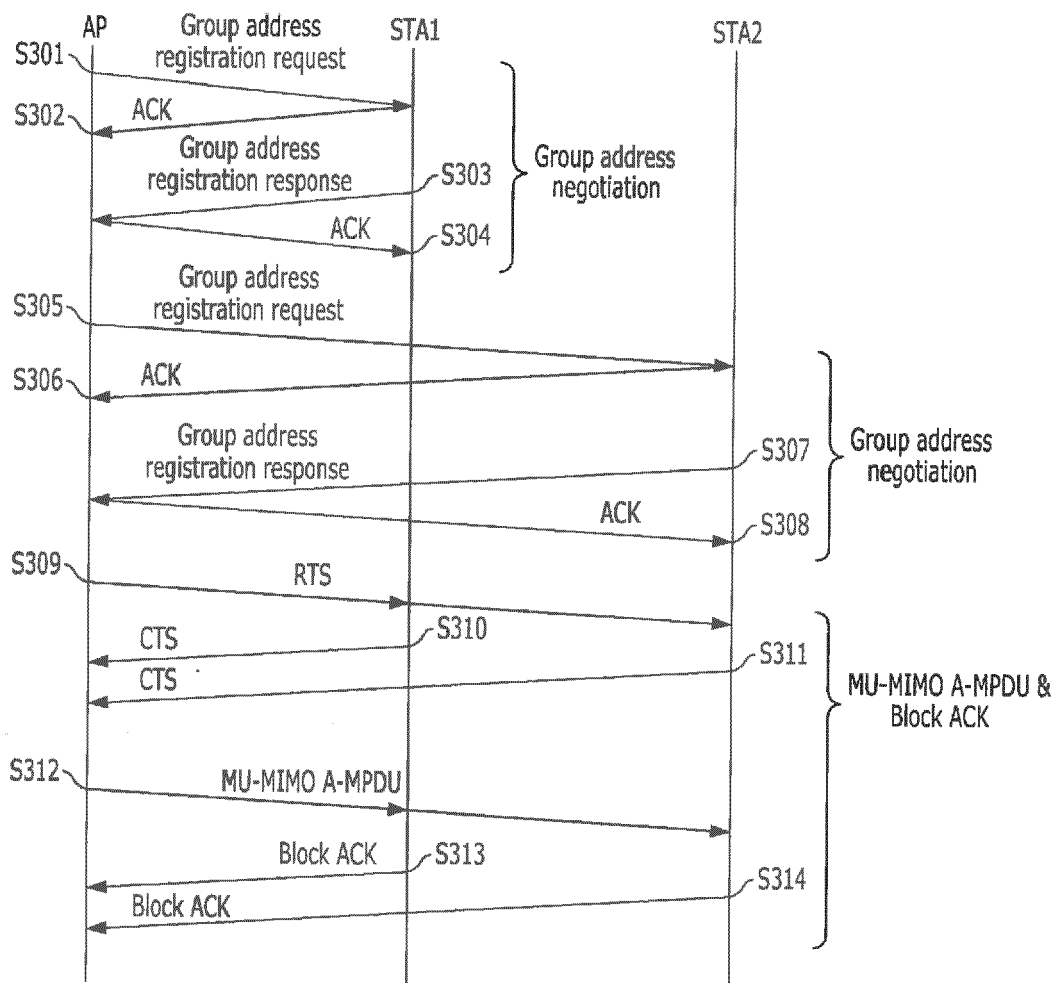 AP
STA1
STA2
Group address
registration request
S301
S302
ACK
Group address
registration response
S303
ACK
S304
Group address
negotiation
Group address
registration request
S305
S306
ACK
Group address
registration response
S307
ACK
S308
Group address
negotiation
S309
RTS
CTS
S310
CTS
S311
MU-MIMO A-MPDU &
Block ACK
S312
MU-MIMO A-MPDU
Block ACK
S313
Block ACK
S314